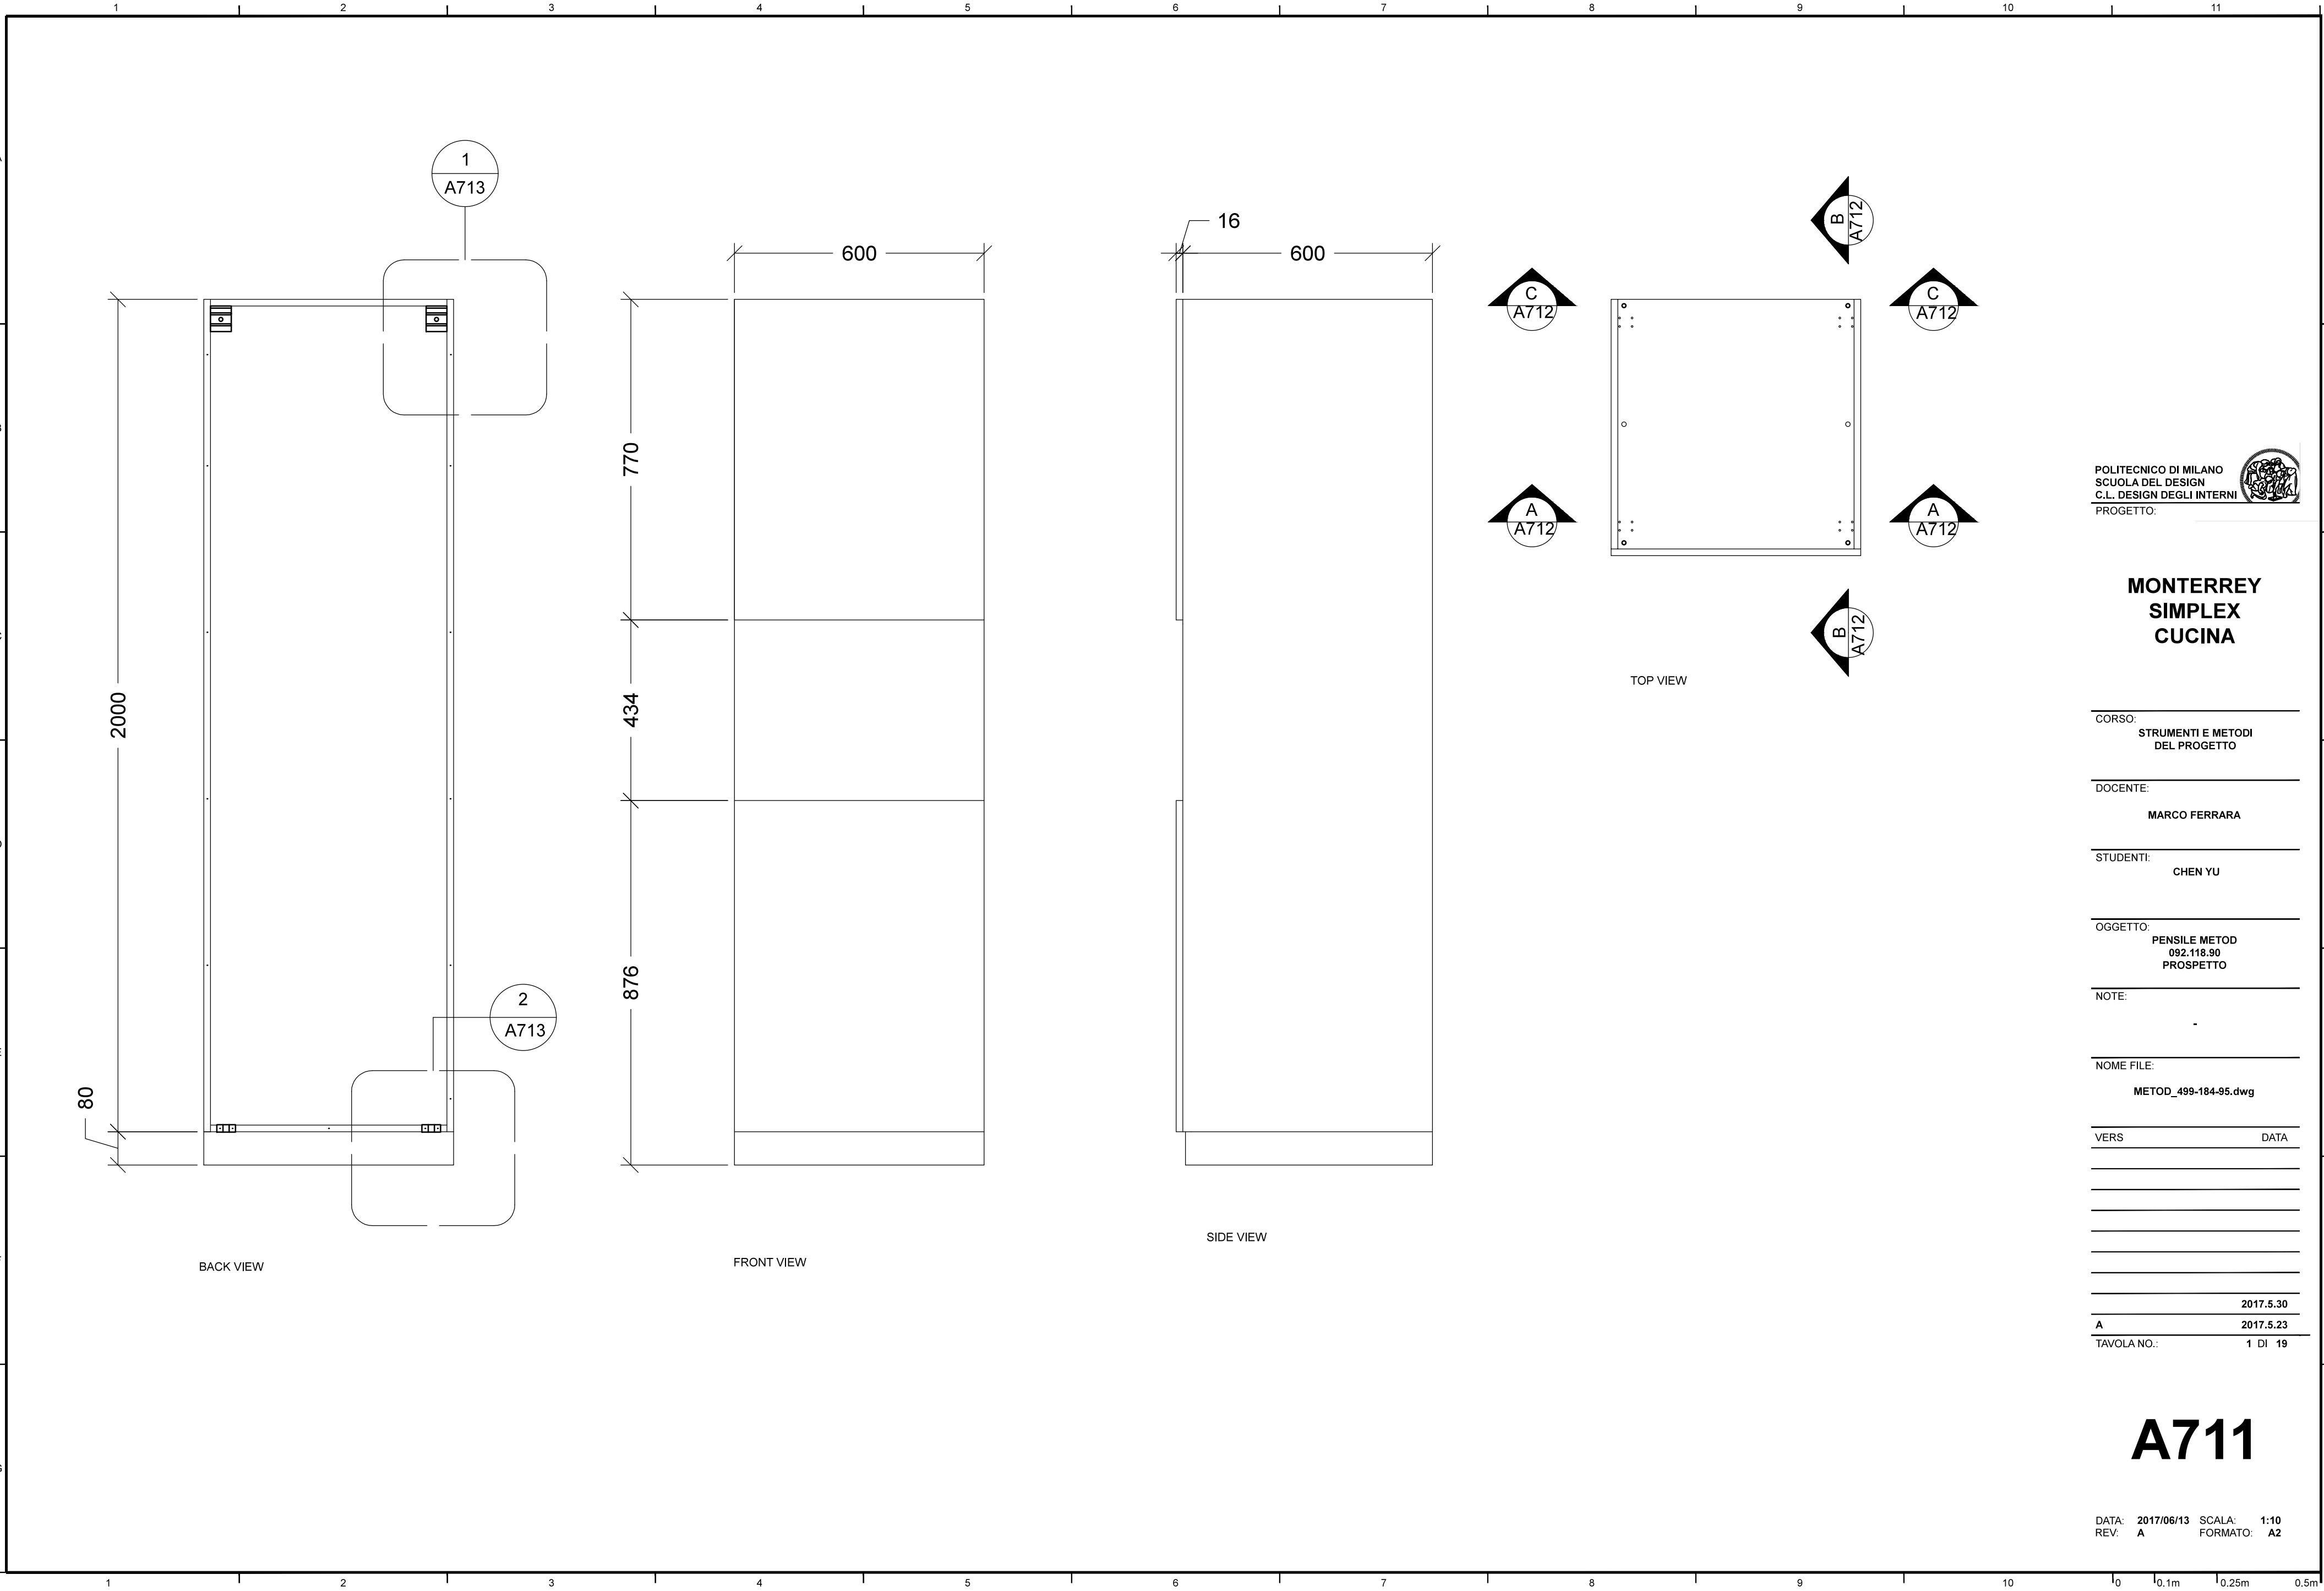 1 2 3 4 5 6 7 8 9 10 11
1
A713
2000
80
2
A713
BACK VIEW
600
770
434
876
FRONT VIEW
16
600
SIDE VIEW
B
A712
C
A712
C
A712
A
A712
A
A712
B
A712
TOP VIEW
POLITECNICO DI MILANO
SCUOLA DEL DESIGN
C.L. DESIGN DEGLI INTERNI
PROGETTO:
MONTERREY
SIMPLEX
CUCINA
CORSO:
STRUMENTI E METODI
DEL PROGETTO
DOCENTE:
MARCO FERRARA
STUDENTI:
CHEN YU
OGGETTO:
PENSILE METOD
092.118.90
PROSPETTO
NOTE:
-
NOME FILE:
METOD_499-184-95.dwg
VERS DATA
2017.5.30
A 2017.5.23
TAVOLA NO.: 1 DI 19
A711
DATA: 2017/06/13 SCALA: 1:10
REV: A FORMATO: A2
1 2 3 4 5 6 7 8 9 10 0 0.1m 0.25m 0.5m